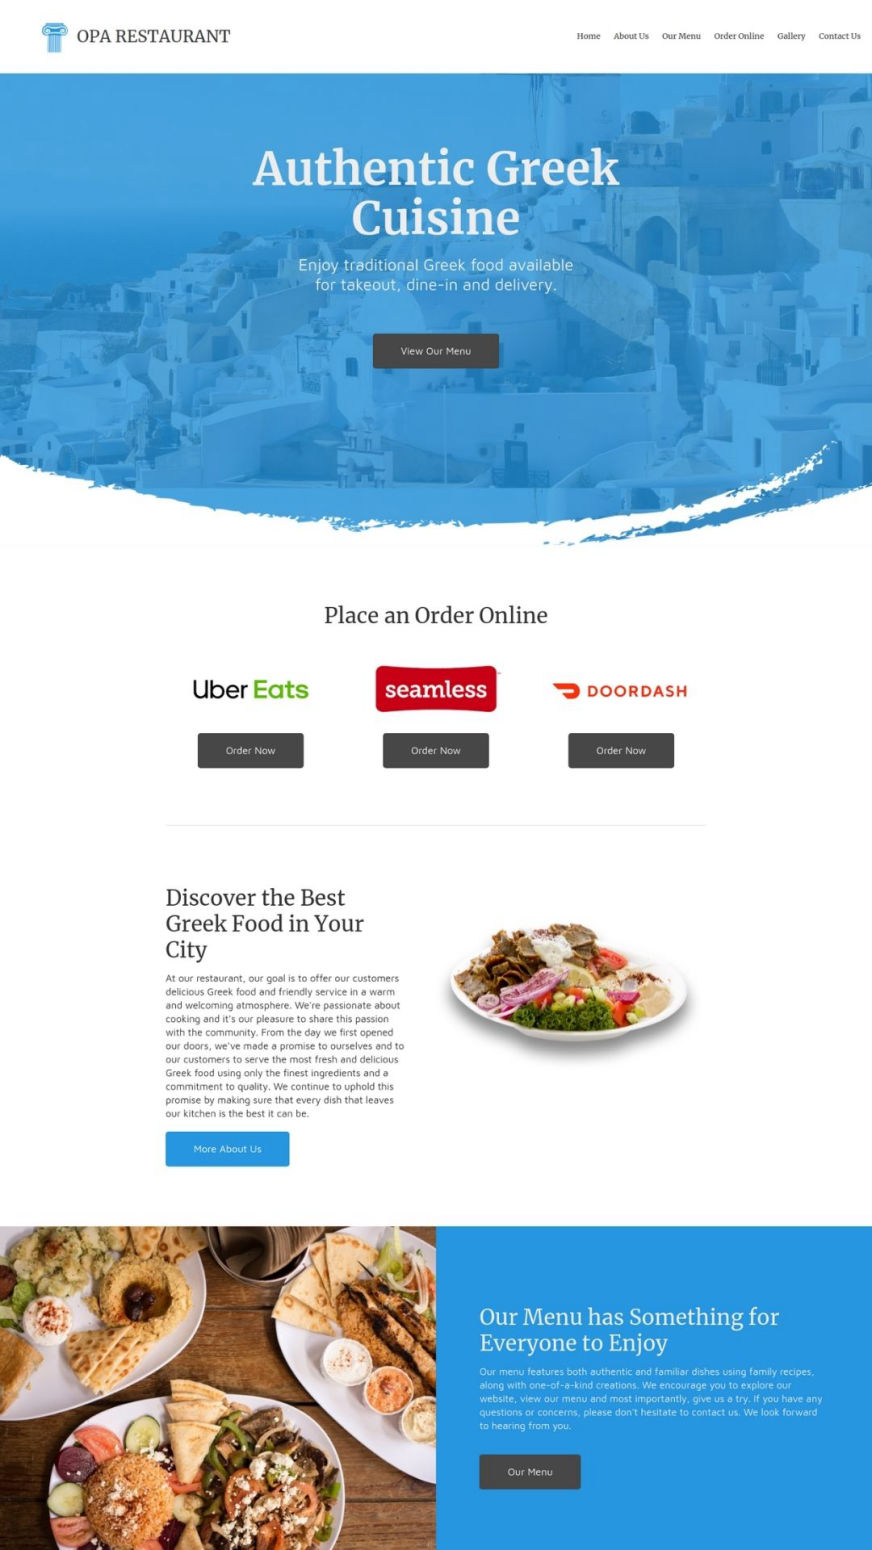 OPA RESTAURANT
Home About Us Our Menu Order Online Gallery Contact Us
Authentic Greek
Cuisine
Enjoy traditional Greek food available
for takeout, dine-in and delivery.
View Our Menu
Place an Order Online
Uber Eats
seamless
DOORDASH
Order Now
Order Now
Order Now
Discover the Best
Greek Food in Your
City
At our restaurant, our goal is to offer our customers
delicious Greek food and friendly service in a warm
and welcoming atmosphere. We're passionate about
cooking and it's our pleasure to share this passion
with the community. From the day we first opened
our doors, we've made a promise to ourselves and to
our customers to serve the most fresh and delicious
Greek food using only the finest ingredients and a
commitment to quality. We continue to uphold this
promise by making sure that every dish that leaves
our kitchen is the best it can be.
More About Us
Our Menu has Something for
Everyone to Enjoy
Our menu features both authentic and familiar dishes using family recipes,
along with one-of-a-kind creations. We encourage you to explore our
website, view our menu and most importantly, give us a try. If you have any
questions or concerns, please don't hesitate to contact us. We look forward
to hearing from you.
Our Menu